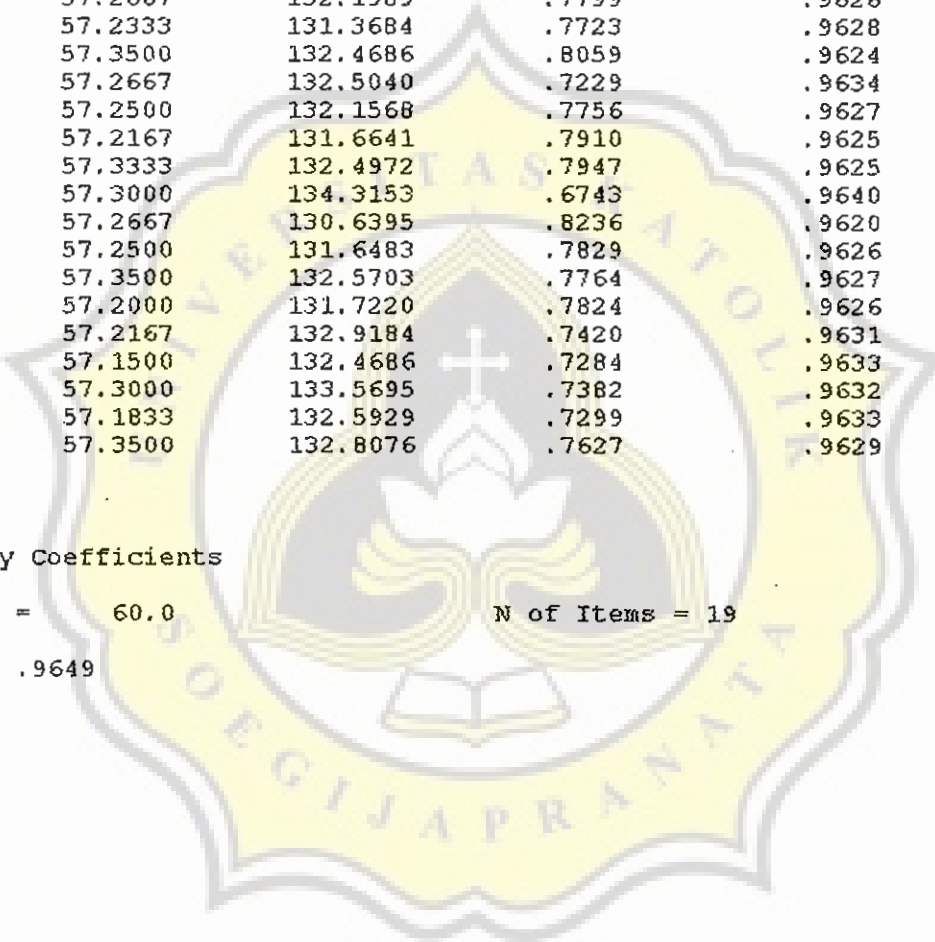 57.2333 131.3684 .7723 .9628
57.3500 132.4686 .8059 .9624
57.2667 132.5040 .7229 .9634
57.2500 132.1568 .7756 .9627
57.2167 131.6641 .7910 .9625
57.3333 132.4972 .7947 .9625
57.3000 134.3153 .6743 .9640
57.2667 130.6395 .8236 .9620
57.2500 131.6483 .7829 .9626
57.3500 132.5703 .7764 .9627
57.2000 131.7220 .7824 .9626
57.2167 132.9184 .7420 .9631
57.1500 132.4686 .7284 .9633
57.3000 133.5695 .7382 .9632
57.1833 132.5929 .7299 .9633
57.3500 132.8076 .7627 .9629
y Coefficients
= 60.0 N of Items = 19
.9649
UNIVERSITAS KATOLIK
SOEGIJAPRANATA